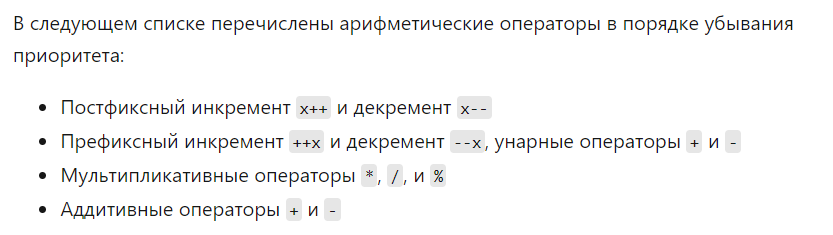 В следующем списке перечислены арифметические операторы в порядке убывания
приоритета:
• Постфиксный инкремент x++ и декремент x--
• Префиксный инкремент ++x и декремент --x, унарные операторы + и -
• Мультипликативные операторы *, /, и %
• Аддитивные операторы + и -